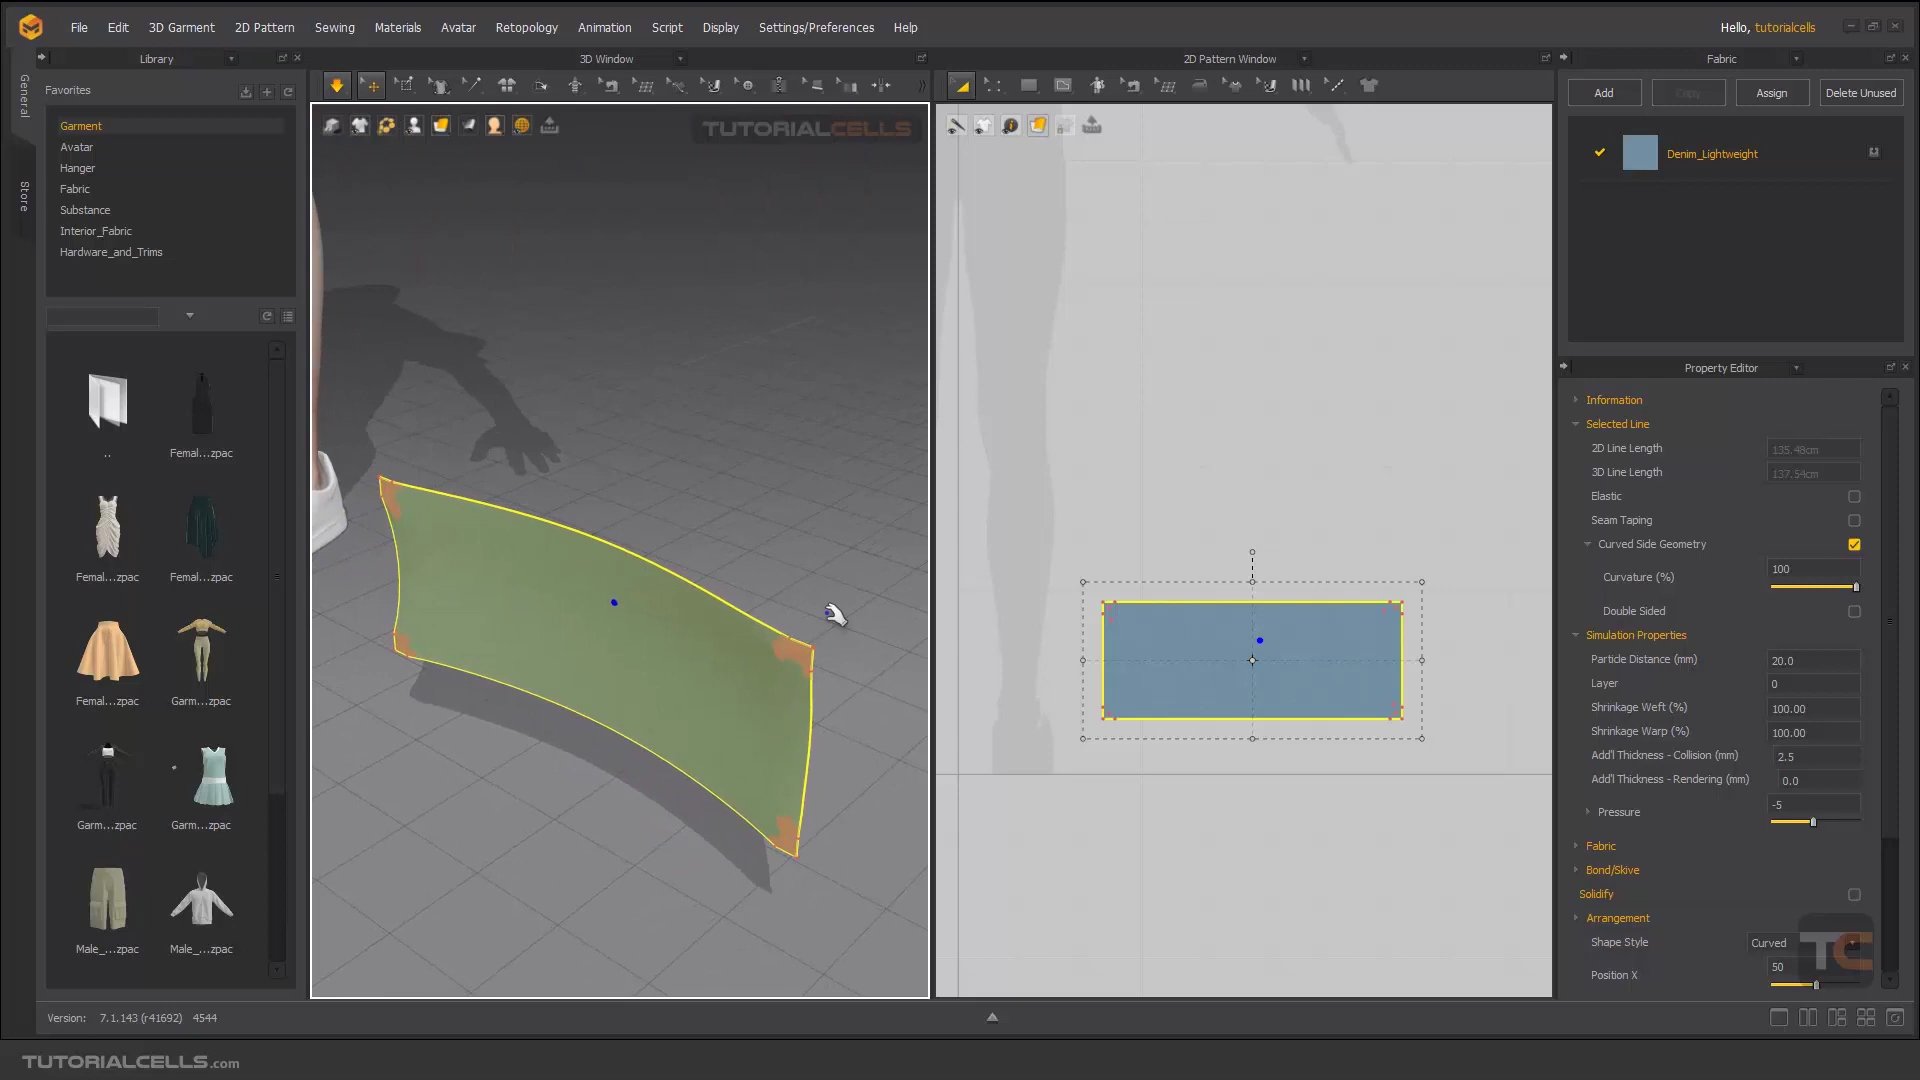 File Edit 3D Garment 2D Pattern Sewing Materials Avatar Retopology Animation Script Display Settings/Preferences Help Hello, tutorialcells
Library 3D Window 2D Pattern Window Fabric
General
Store
Favorites
Garment
Avatar
Hanger
Fabric
Substance
Interior_Fabric
Hardware_and_Trims
..
Femal...zpac
Femal...zpac
Femal...zpac
Femal...zpac
Garm...zpac
Garm...zpac
Garm...zpac
Male_...zpac
Male_...zpac
TUTORIALCELLS
Add Copy Assign Delete Unused
Denim_Lightweight
Property Editor
Information
Selected Line
2D Line Length 135.48cm
3D Line Length 137.54cm
Elastic
Seam Taping
Curved Side Geometry
Curvature (%) 100
Double Sided
Simulation Properties
Particle Distance (mm) 20.0
Layer 0
Shrinkage Weft (%) 100.00
Shrinkage Warp (%) 100.00
Add'l Thickness - Collision (mm) 2.5
Add'l Thickness - Rendering (mm) 0.0
Pressure -5
Fabric
Bond/Skive
Solidify
Arrangement
Shape Style Curved
Position X 50
TC
Version: 7.1.143 (r41692) 4544
TUTORIALCELLS.com